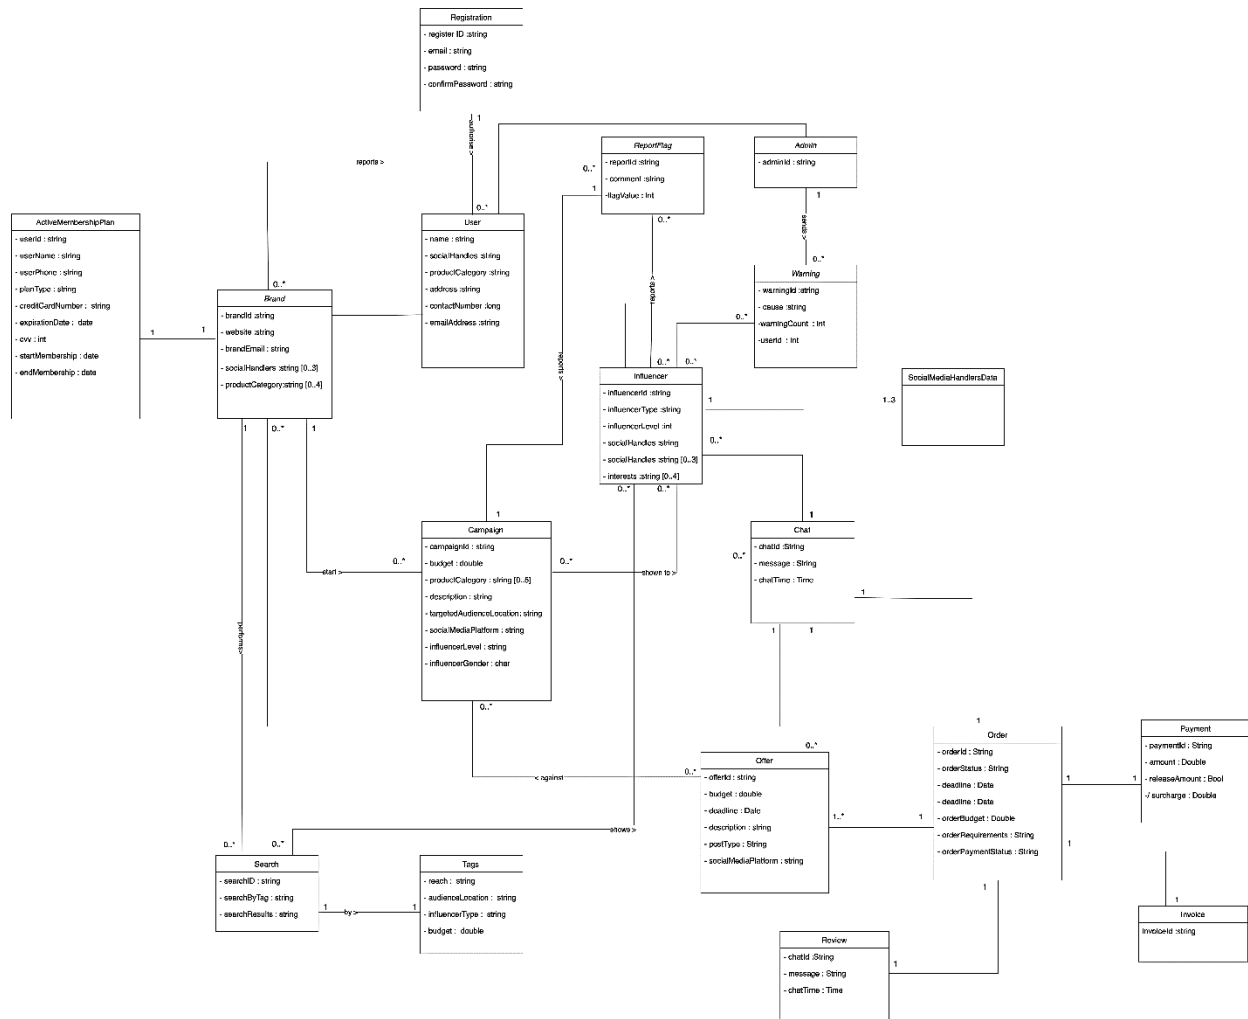 Registration
- register ID :string
- email : string
- password : string
- confirmPassword : string
1
authorise >
0..*
reports >
ReportFlag
- reportId :string
- comment :string
-flagValue : Int
0..*
1
0..*
Admin
- adminId : string
1
sends >
0..*
ActiveMembershipPlan
- userId : string
- userName : string
- userPhone : string
- planType : string
- creditCardNumber : string
- expirationDate : date
- cvv : int
- startMembership : date
- endMembership : date
1
1
User
- name : string
- socialHandles :string
- productCategory :string
- address : string
- contactNumber :long
- emailAddress :string
0..*
Brand
- brandId :string
- website :string
- brandEmail : string
- socialHandlers :string [0..3]
- productCategory:string [0..4]
1
0..*
1
Warning
- warningId :string
- cause :string
-warningCount : Int
-userId : Int
0..*
reports >
reports >
0..*
0..*
Influencer
- influencerId :string
- influencerType :string
- influencerLevel :int
- socialHandles :string
- socialHandles :string [0..3]
- interests :string [0..4]
1
0..*
0..*
0..*
SocialMediaHandlersData
1..3
1
Campaign
- campaignId : string
- budget : double
- productCategory : string [0..5]
- description : string
- targetedAudienceLocation: string
- socialMediaPlatform : string
- influencerLevel : string
- influencerGender : char
start >
0..*
0..*
shown to >
0..*
1
Chat
- chatId :String
- message : String
- chatTime : Time
0..*
1
1
1
performs>
< against
0..*
0..*
Offer
- offerId : string
- budget : double
- deadline : Date
- description : string
- postType : String
- socialMediaPlatform : string
1..*
1
1
Order
- orderId : String
- orderStatus : String
- deadline : Date
- deadline : Date
- orderBudget : Double
- orderRequirements : String
- orderPaymentStatus : String
1
1
1
1
Payment
- paymentId : String
- amount : Double
- releaseAmount : Bool
-/ surcharge : Double
1
Invoice
InvoiceId :string
0..*
0..*
shows >
Search
- searchID : string
- searchByTag : string
- searchResults : string
1
by >
1
Tags
- reach : string
- audienceLocation : string
- influencerType : string
- budget : double
Review
- chatId :String
- message : String
- chatTime : Time
1